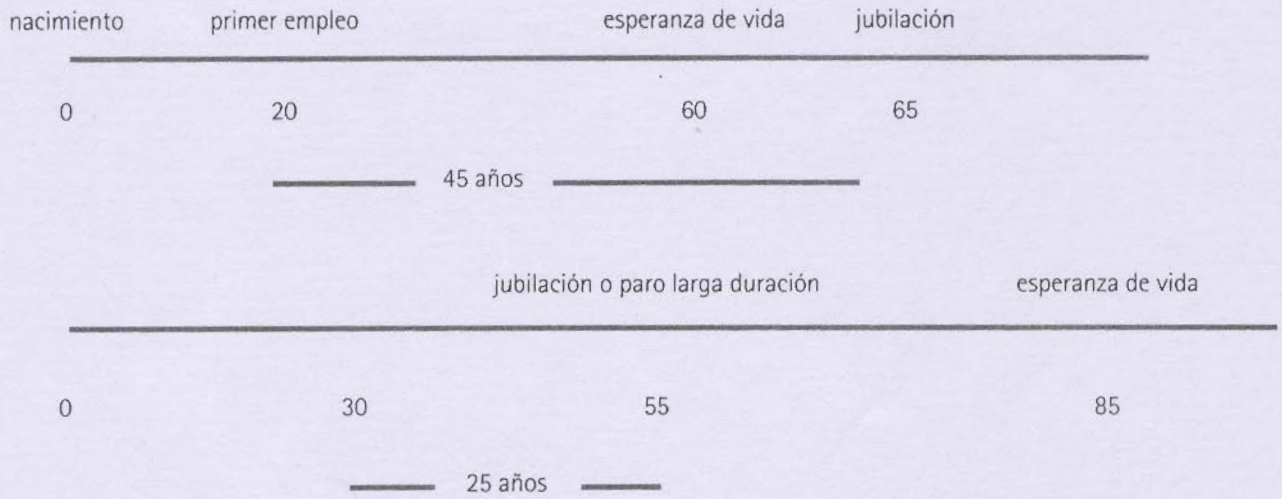 nacimiento primer empleo esperanza de vida jubilación
0 20 60 65
45 años
jubilación o paro larga duración esperanza de vida
0 30 55 85
25 años